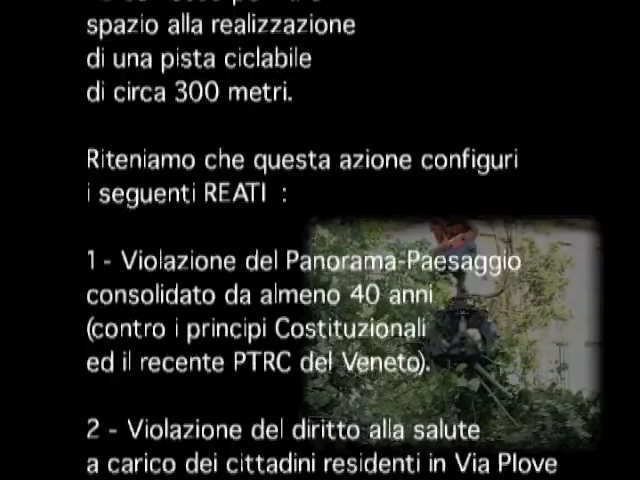 spazio alla realizzazione
di una pista ciclabile
di circa 300 metri.
Riteniamo che questa azione configuri
i seguenti REATI :
1 - Violazione del Panorama-Paesaggio
consolidato da almeno 40 anni
(contro i principi Costituzionali
ed il recente PTRC del Veneto).
2 - Violazione del diritto alla salute
a carico dei cittadini residenti in Via Plove